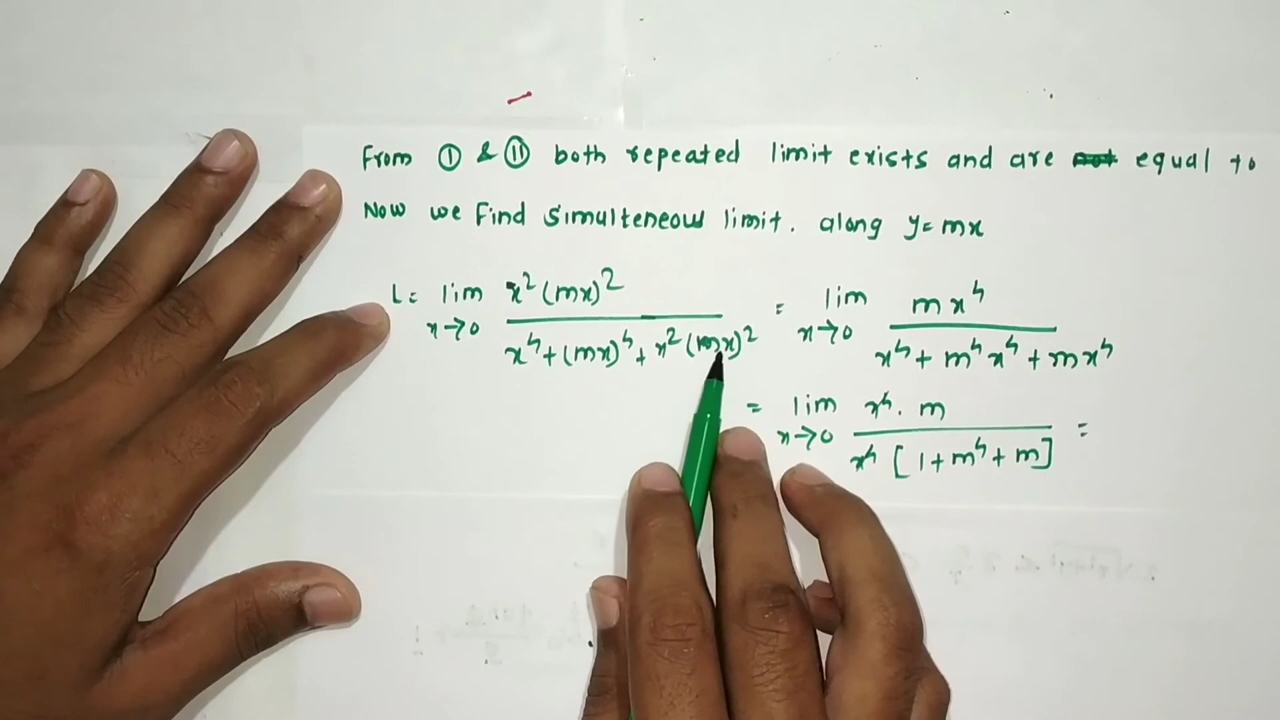 From ① & ⑪ both repeated limit exists and are equal to
Now we Find simulteneous limit. along y=mx
L= lim x→0 x²(mx)² / x⁴+(mx)⁴+x²(mx)² = lim x→0 mx⁴ / x⁴+m⁴x⁴+mx⁴
= lim x→0 x⁴.m / x⁴[1+m⁴+m] =